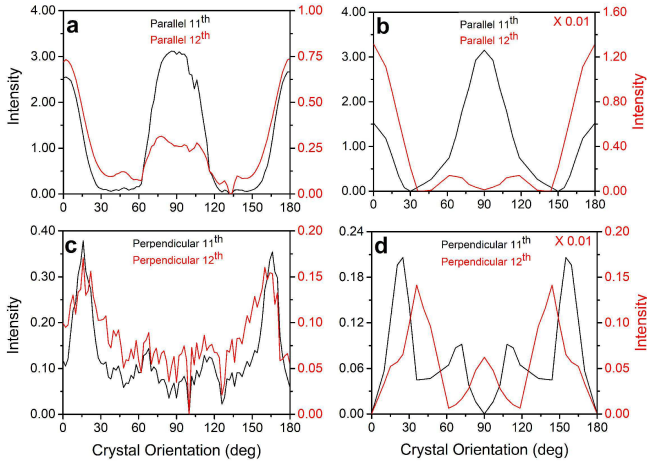 a
Parallel 11th
Parallel 12th
Intensity
4.00
3.00
2.00
1.00
0.00
1.00
0.75
0.50
0.25
0.00
0 30 60 90 120 150 180
b
Parallel 11th
Parallel 12th
X 0.01
Intensity
4.00
3.00
2.00
1.00
0.00
1.60
1.20
0.80
0.40
0.00
Intensity
0 30 60 90 120 150 180
c
Perpendicular 11th
Perpendicular 12th
Intensity
0.40
0.30
0.20
0.10
0.00
0.20
0.15
0.10
0.05
0.00
0 30 60 90 120 150 180
Crystal Orientation (deg)
d
Perpendicular 11th
Perpendicular 12th
X 0.01
Intensity
0.24
0.18
0.12
0.06
0.00
0.20
0.15
0.10
0.05
0.00
Intensity
0 30 60 90 120 150 180
Crystal Orientation (deg)